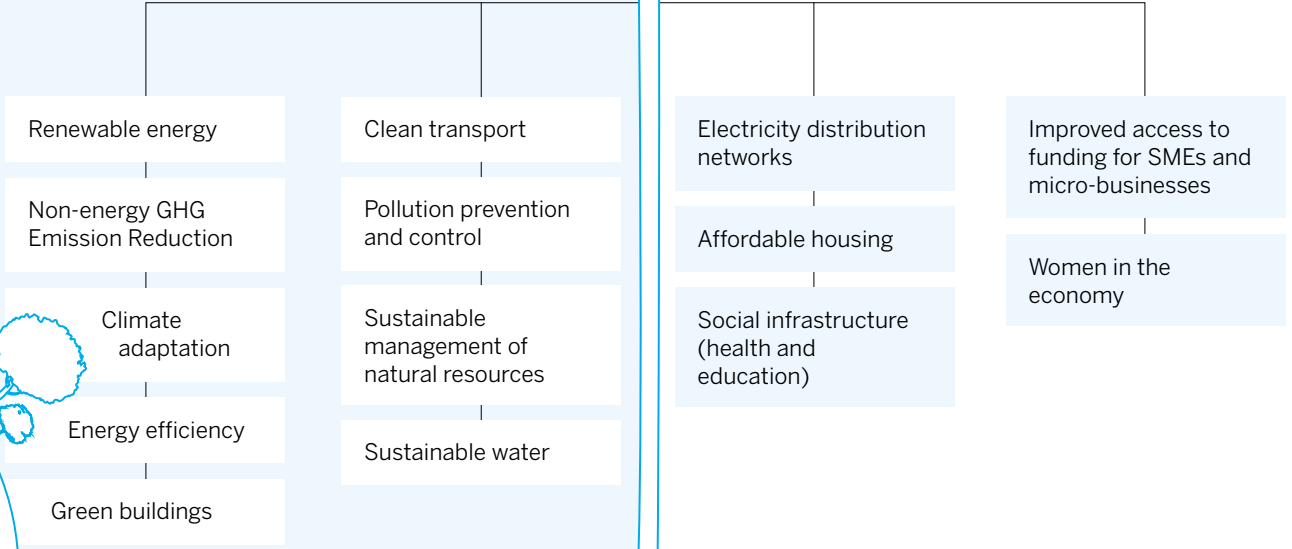 Renewable energy
Non-energy GHG
Emission Reduction
Climate
adaptation
Energy efficiency
Green buildings
Clean transport
Pollution prevention
and control
Sustainable
management of
natural resources
Sustainable water
Electricity distribution
networks
Affordable housing
Social infrastructure
(health and
education)
Improved access to
funding for SMEs and
micro-businesses
Women in the
economy